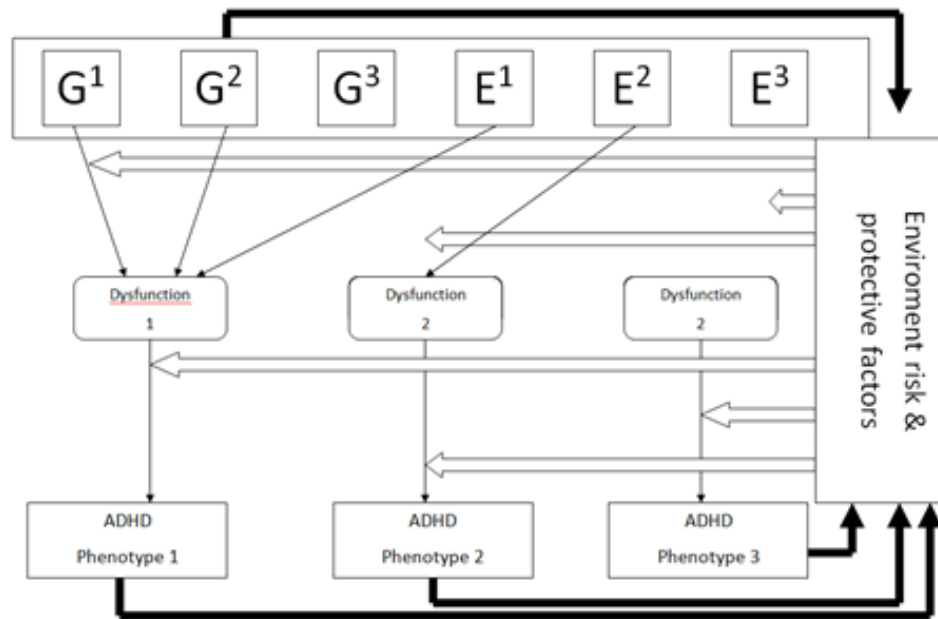 G¹ G² G³ E¹ E² E³
Enviroment risk &
protective factors
Dysfunction
1
Dysfunction
2
Dysfunction
2
ADHD
Phenotype 1
ADHD
Phenotype 2
ADHD
Phenotype 3